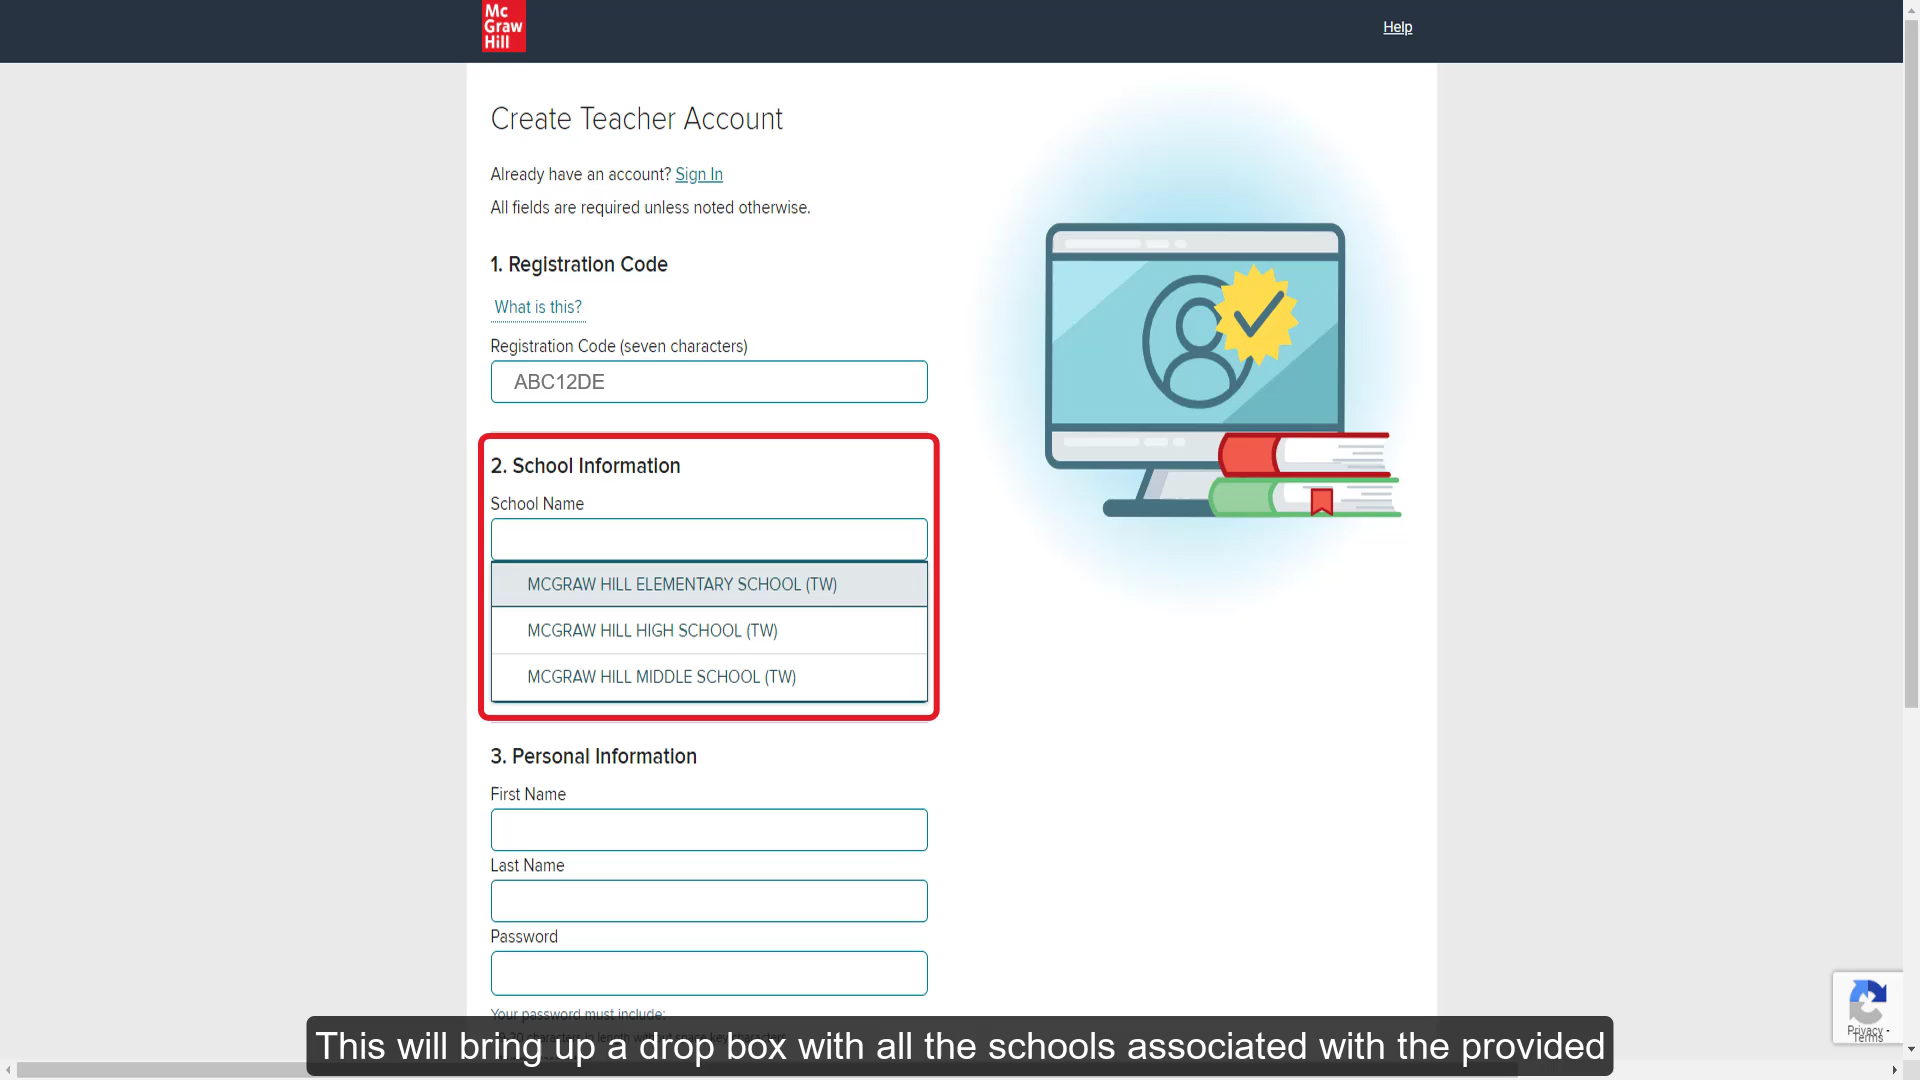 Mc
Graw
Hill
Help
Create Teacher Account
Already have an account? Sign In
All fields are required unless noted otherwise.
1. Registration Code
What is this?
Registration Code (seven characters)
ABC12DE
2. School Information
School Name
MCGRAW HILL ELEMENTARY SCHOOL (TW)
MCGRAW HILL HIGH SCHOOL (TW)
MCGRAW HILL MIDDLE SCHOOL (TW)
3. Personal Information
First Name
Last Name
Password
Your password must include:
This will bring up a drop box with all the schools associated with the provided
Privacy -
Terms